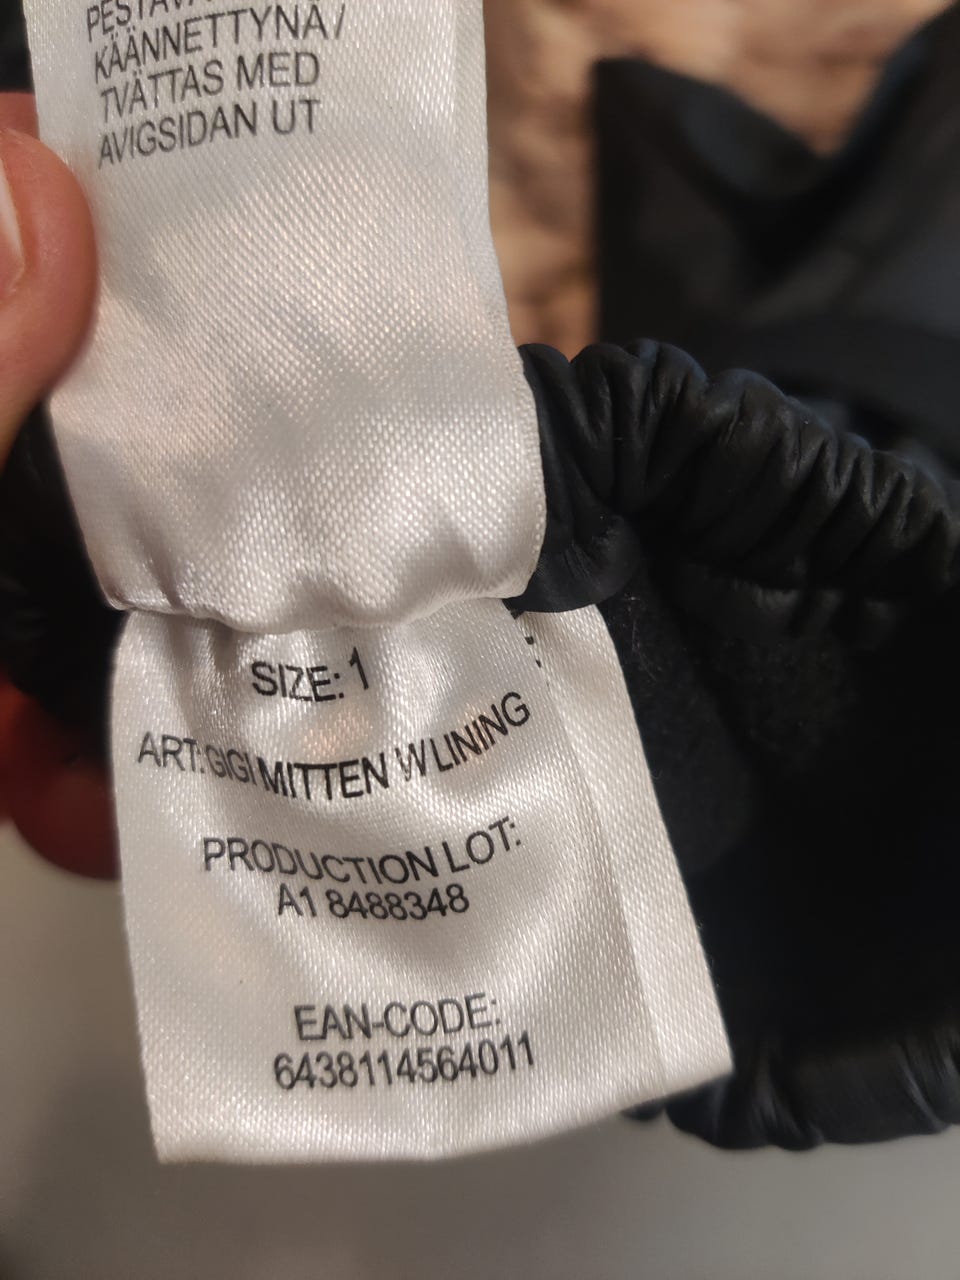 KÄÄNNETTYNÄ/
TVÄTTAS MED
AVIGSIDAN UT
SIZE: 1
ART: GIGI MITTEN W LINING
PRODUCTION LOT:
A1 8488348
EAN-CODE:
6438114564011